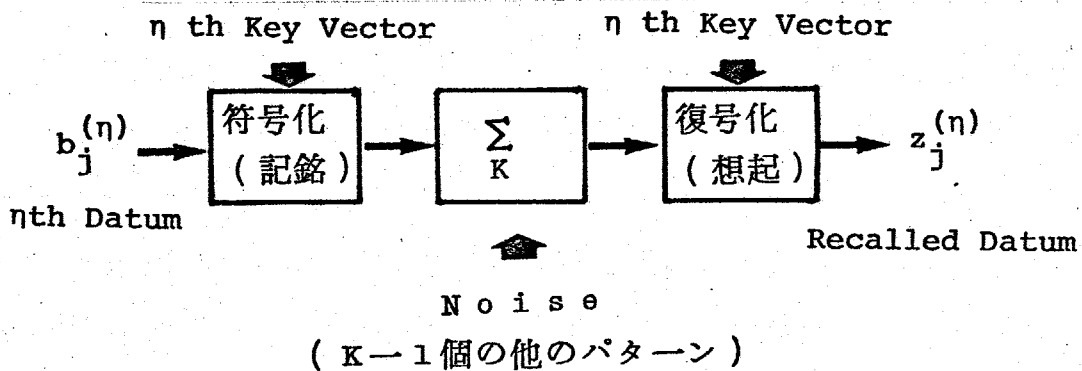 η th Key Vector
η th Key Vector
符号化
(記銘)
Σ
K
復号化
(想起)
b_j^(η)
z_j^(η)
ηth Datum
Recalled Datum
Noise
(K-1個の他のパターン)